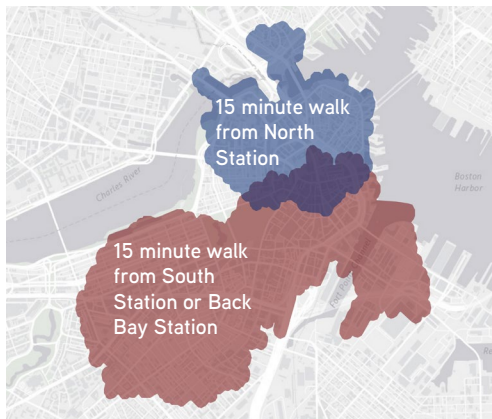 15 minute walk
from North
Station
Charles River
Boston
Harbor
15 minute walk
from South
Station or Back
Bay Station